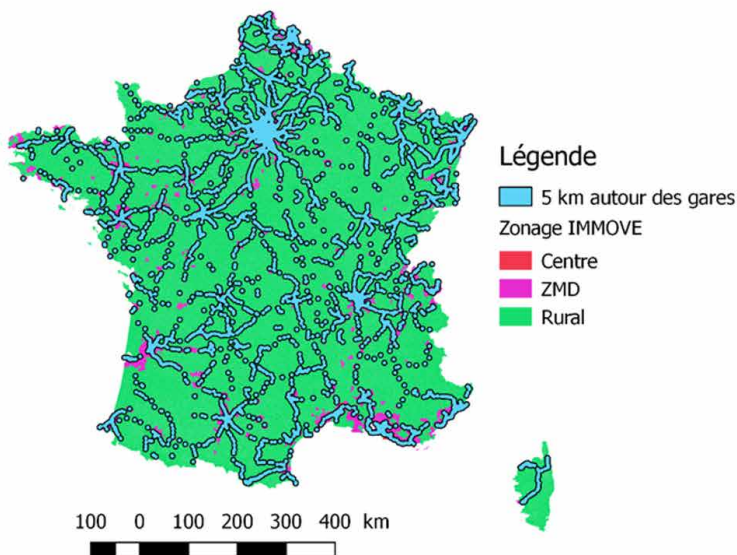 Légende
5 km autour des gares
Zonage IMMOVE
Centre
ZMD
Rural
100 0 100 200 300 400 km